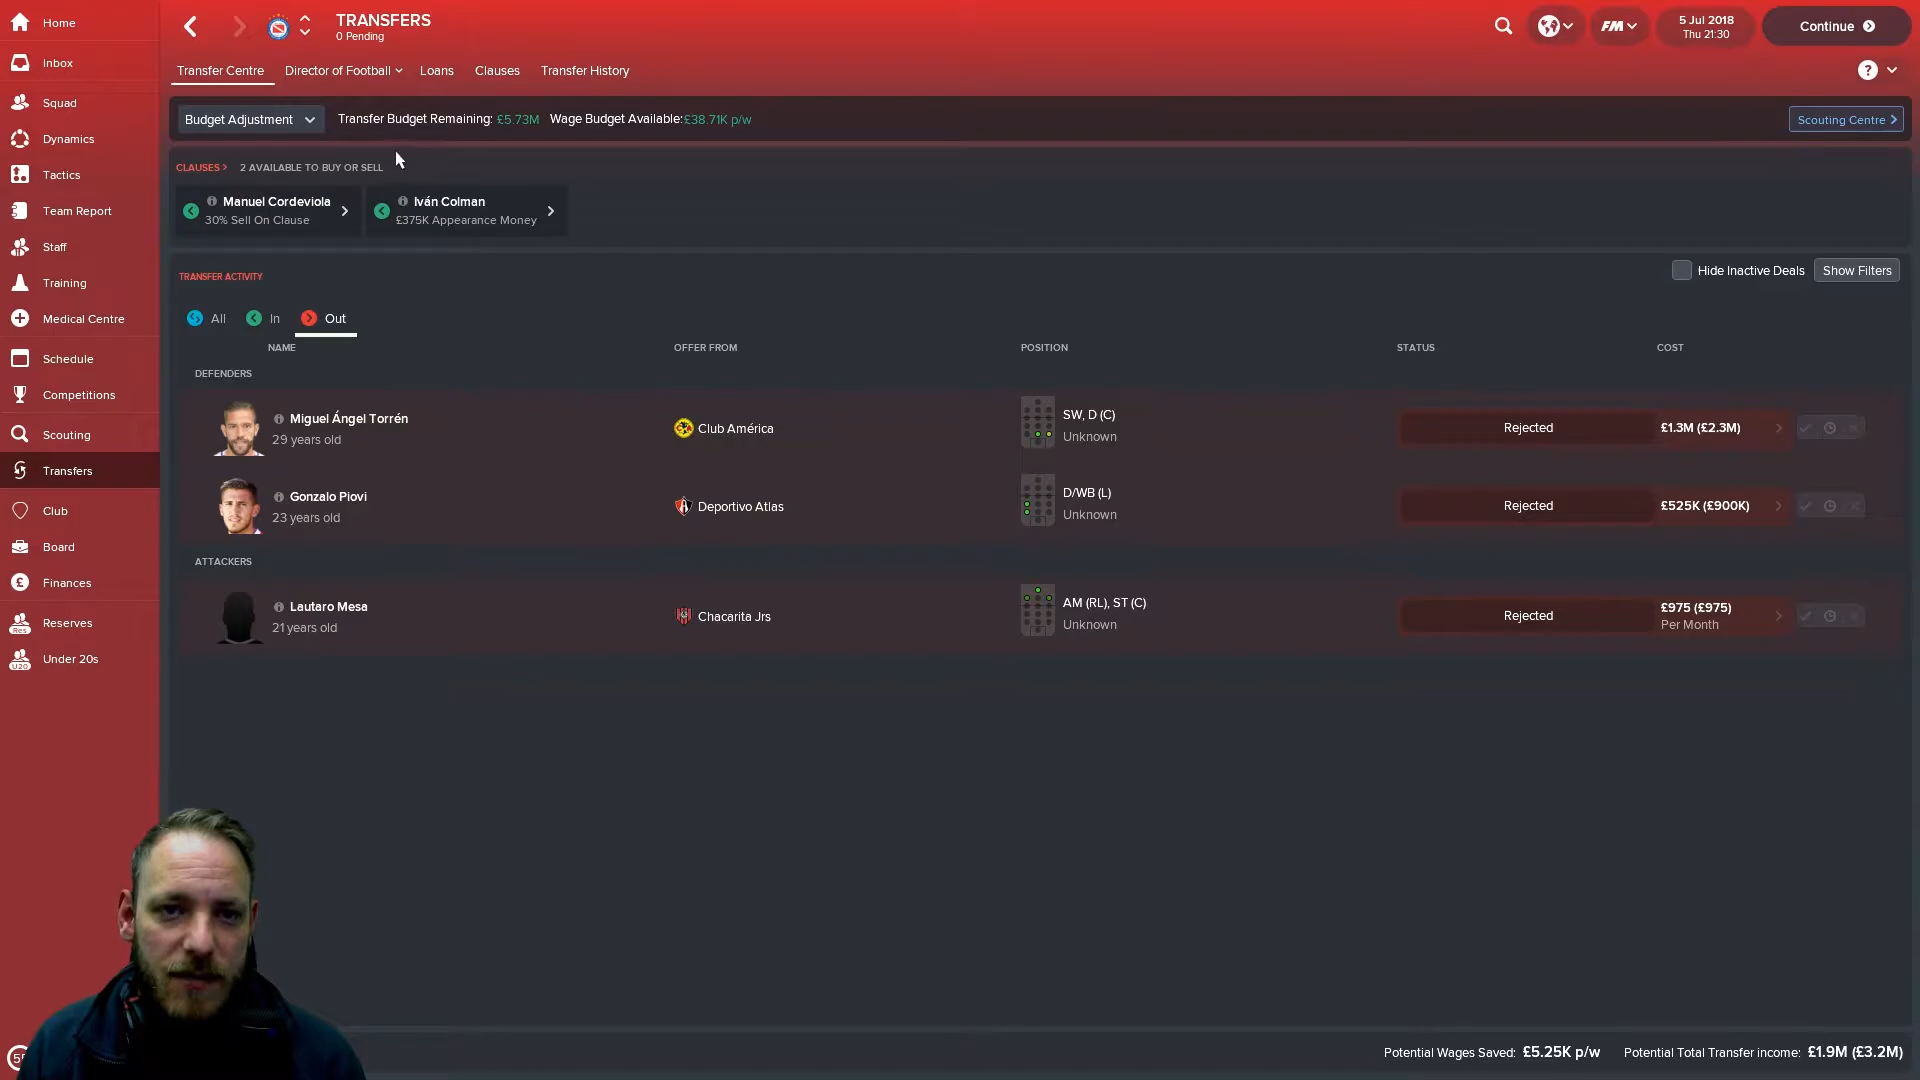 Home
Inbox
Squad
Dynamics
Tactics
Team Report
Staff
Training
Medical Centre
Schedule
Competitions
Scouting
Transfers
Club
Board
Finances
Res
Reserves
U20
Under 20s
TRANSFERS
0 Pending
FM
5 Jul 2018
Thu 21:30
Continue
Transfer Centre
Director of Football
Loans
Clauses
Transfer History
?
Budget Adjustment
Transfer Budget Remaining: £5.73M Wage Budget Available: £38.71K p/w
Scouting Centre >
CLAUSES > 2 AVAILABLE TO BUY OR SELL
Manuel Cordeviola
30% Sell On Clause
Iván Colman
£375K Appearance Money
TRANSFER ACTIVITY
Hide Inactive Deals
Show Filters
All
In
Out
NAME OFFER FROM POSITION STATUS COST
DEFENDERS
Miguel Ángel Torrén
29 years old
Club América
SW, D (C)
Unknown
Rejected
£1.3M (£2.3M)
Gonzalo Piovi
23 years old
Deportivo Atlas
D/WB (L)
Unknown
Rejected
£525K (£900K)
ATTACKERS
Lautaro Mesa
21 years old
Chacarita Jrs
AM (RL), ST (C)
Unknown
Rejected
£975 (£975)
Per Month
Potential Wages Saved: £5.25K p/w Potential Total Transfer income: £1.9M (£3.2M)